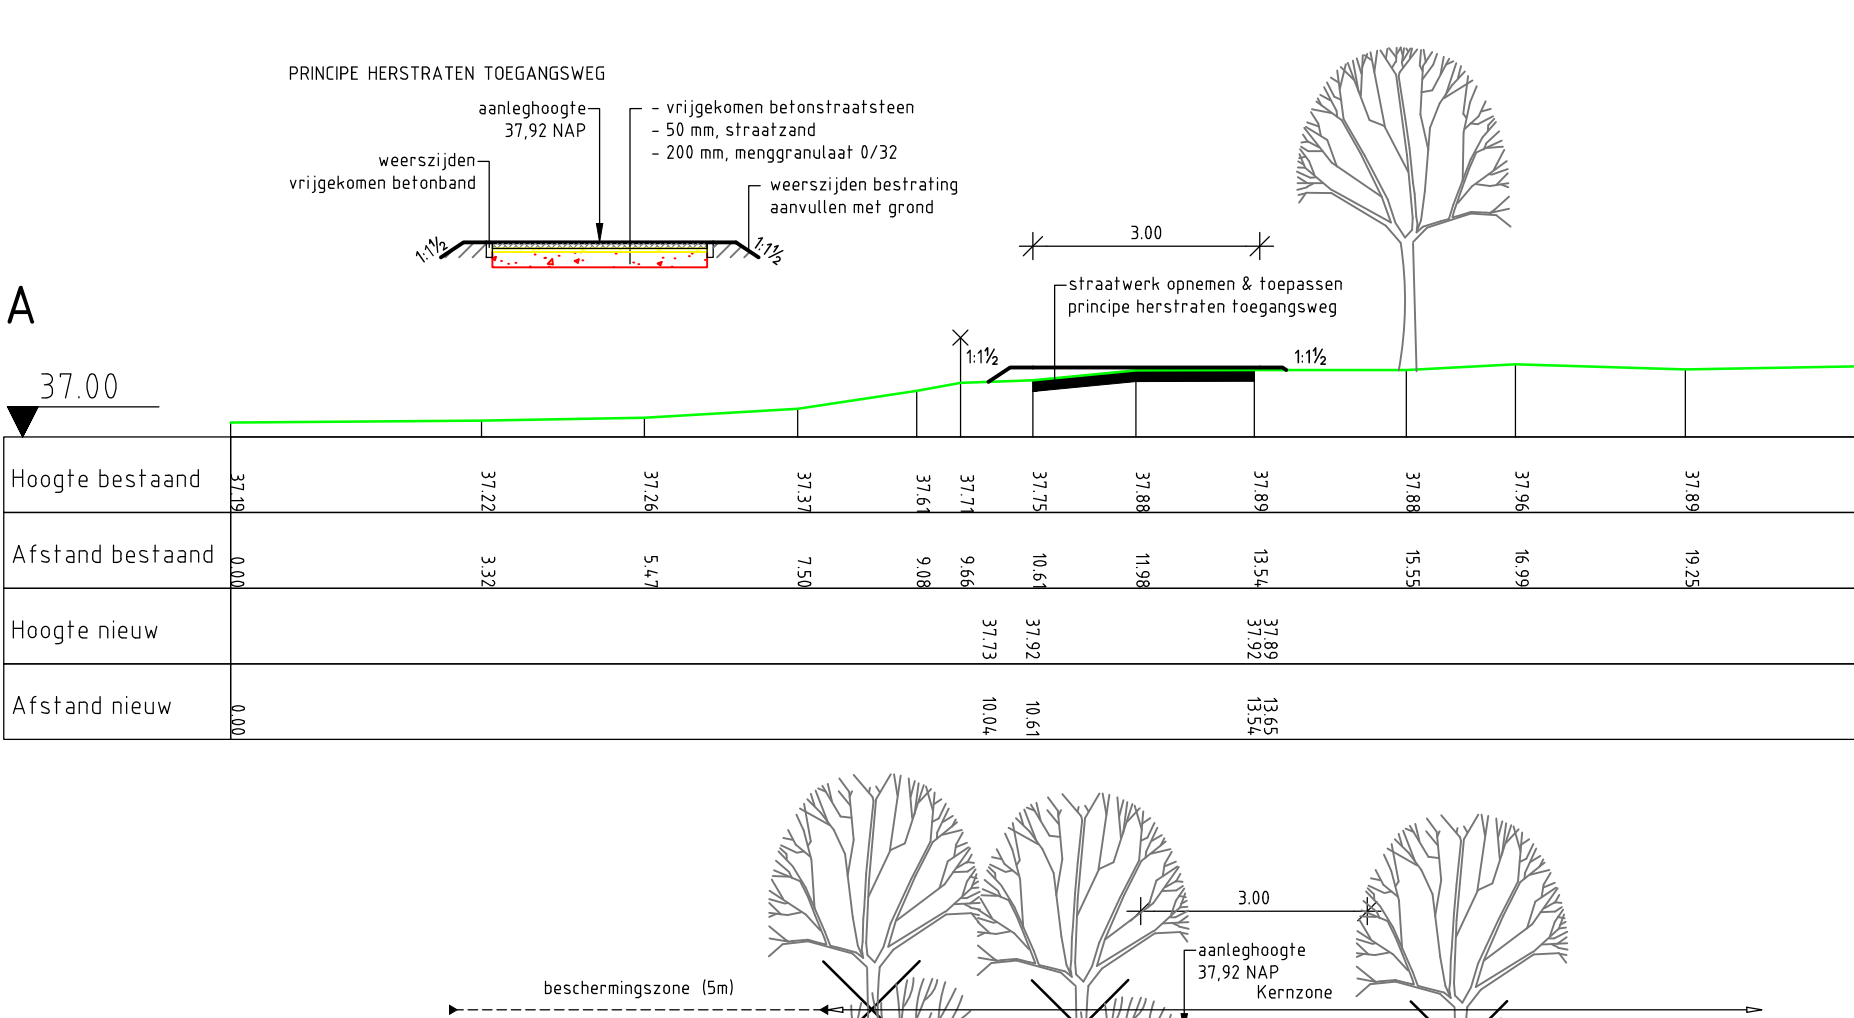 PRINCIPE HERSTRATEN TOEGANGSWEG
aanleghoogte
37,92 NAP
- vrijgekomen betonstraatsteen
- 50 mm, straatzand
- 200 mm, menggranulaat 0/32
weerszijden
vrijgekomen betonband
weerszijden bestrating
aanvullen met grond
1:1½
1:1½
3.00
straatwerk opnemen & toepassen
principe herstraten toegangsweg
A
1:1½
1:1½
37.00
Hoogte bestaand 37.19 37.22 37.26 37.37 37.61 37.71 37.75 37.88 37.89 37.88 37.96 37.89
Afstand bestaand 0.00 3.32 5.47 7.50 9.08 9.66 10.61 11.98 13.54 15.55 16.99 19.25
Hoogte nieuw 37.73 37.92 37.92 37.89
Afstand nieuw 0.00 10.04 10.61 13.54 13.65
3.00
aanleghoogte
37,92 NAP
beschermingszone (5m)
Kernzone